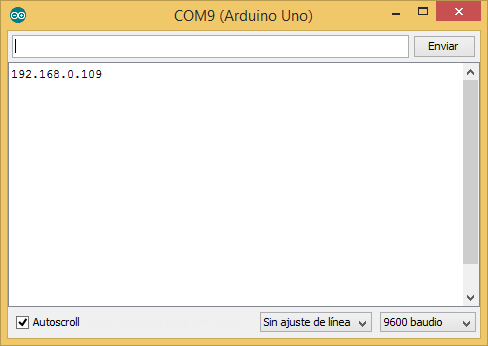 COM9 (Arduino Uno)
Enviar
192.168.0.109
Autoscroll
Sin ajuste de línea
9600 baudio